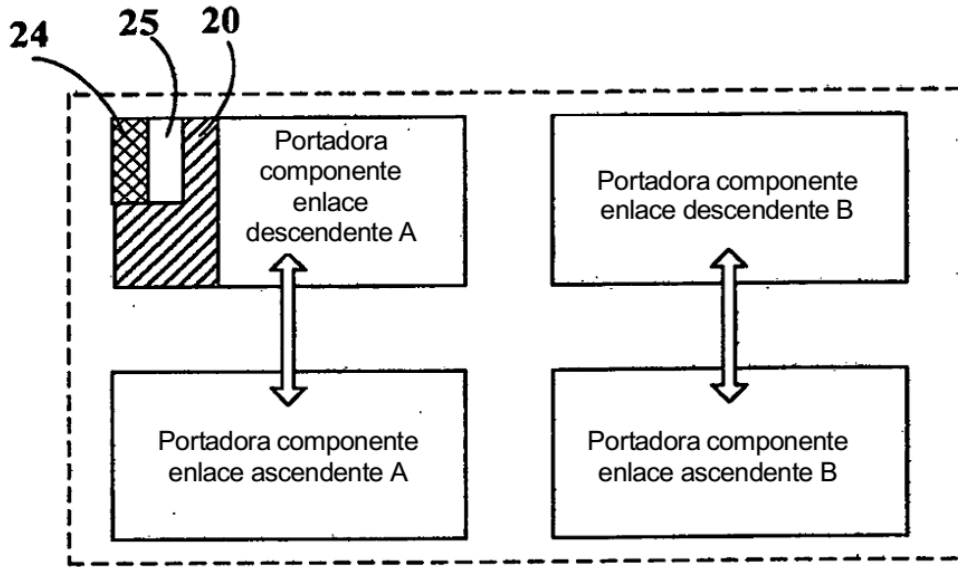 24
25
20
Portadora
componente
enlace
descendente A
Portadora componente
enlace descendente B
Portadora componente
enlace ascendente A
Portadora componente
enlace ascendente B